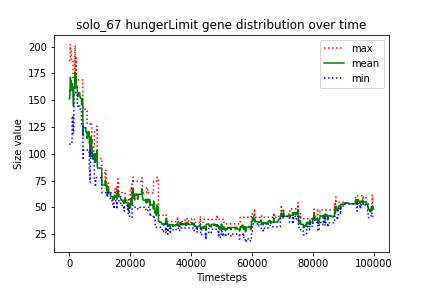 solo_67 hungerLimit gene distribution over time
max
mean
min
Size value
200
175
150
125
100
75
50
25
0
20000
40000
60000
80000
100000
Timesteps